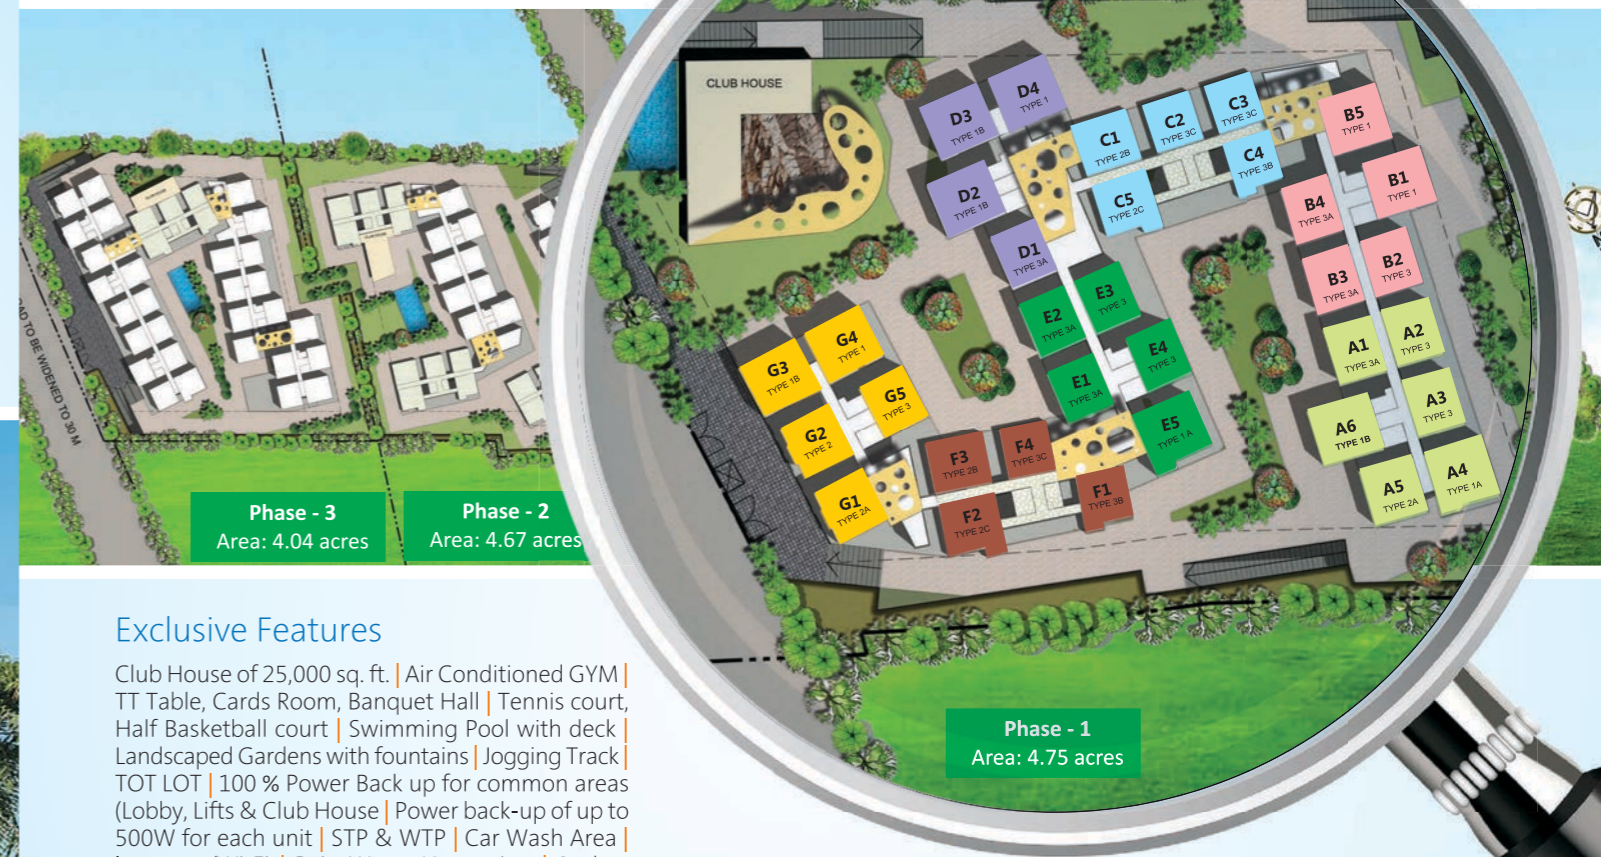 CLUB HOUSE
D3
TYPE 1B
D4
TYPE 1
D2
TYPE 1B
D1
TYPE 3A
C1
TYPE 2B
C2
TYPE 3C
C3
TYPE 3C
C4
TYPE 3B
C5
TYPE 2C
B5
TYPE 1
B1
TYPE 1
B4
TYPE 3A
B2
TYPE 3
B3
TYPE 3A
E3
TYPE 3
E2
TYPE 3A
E4
TYPE 3
E1
TYPE 3A
E5
TYPE 1 A
A1
TYPE 3A
A2
TYPE 3
A3
TYPE 3
A6
TYPE 1B
A4
TYPE 1A
A5
TYPE 2A
G4
TYPE 1
G3
TYPE 1B
G5
TYPE 3
G2
TYPE 2
G1
TYPE 2A
F3
TYPE 2B
F4
TYPE 3C
F1
TYPE 3B
F2
TYPE 2C
AD TO BE WIDENED TO 30 M
Phase - 3
Area: 4.04 acres
Phase - 2
Area: 4.67 acres
Phase - 1
Area: 4.75 acres
Exclusive Features
Club House of 25,000 sq. ft. | Air Conditioned GYM |
TT Table, Cards Room, Banquet Hall | Tennis court,
Half Basketball court | Swimming Pool with deck |
Landscaped Gardens with fountains | Jogging Track |
TOT LOT | 100 % Power Back up for common areas
(Lobby, Lifts & Club House | Power back-up of up to
500W for each unit | STP & WTP | Car Wash Area |